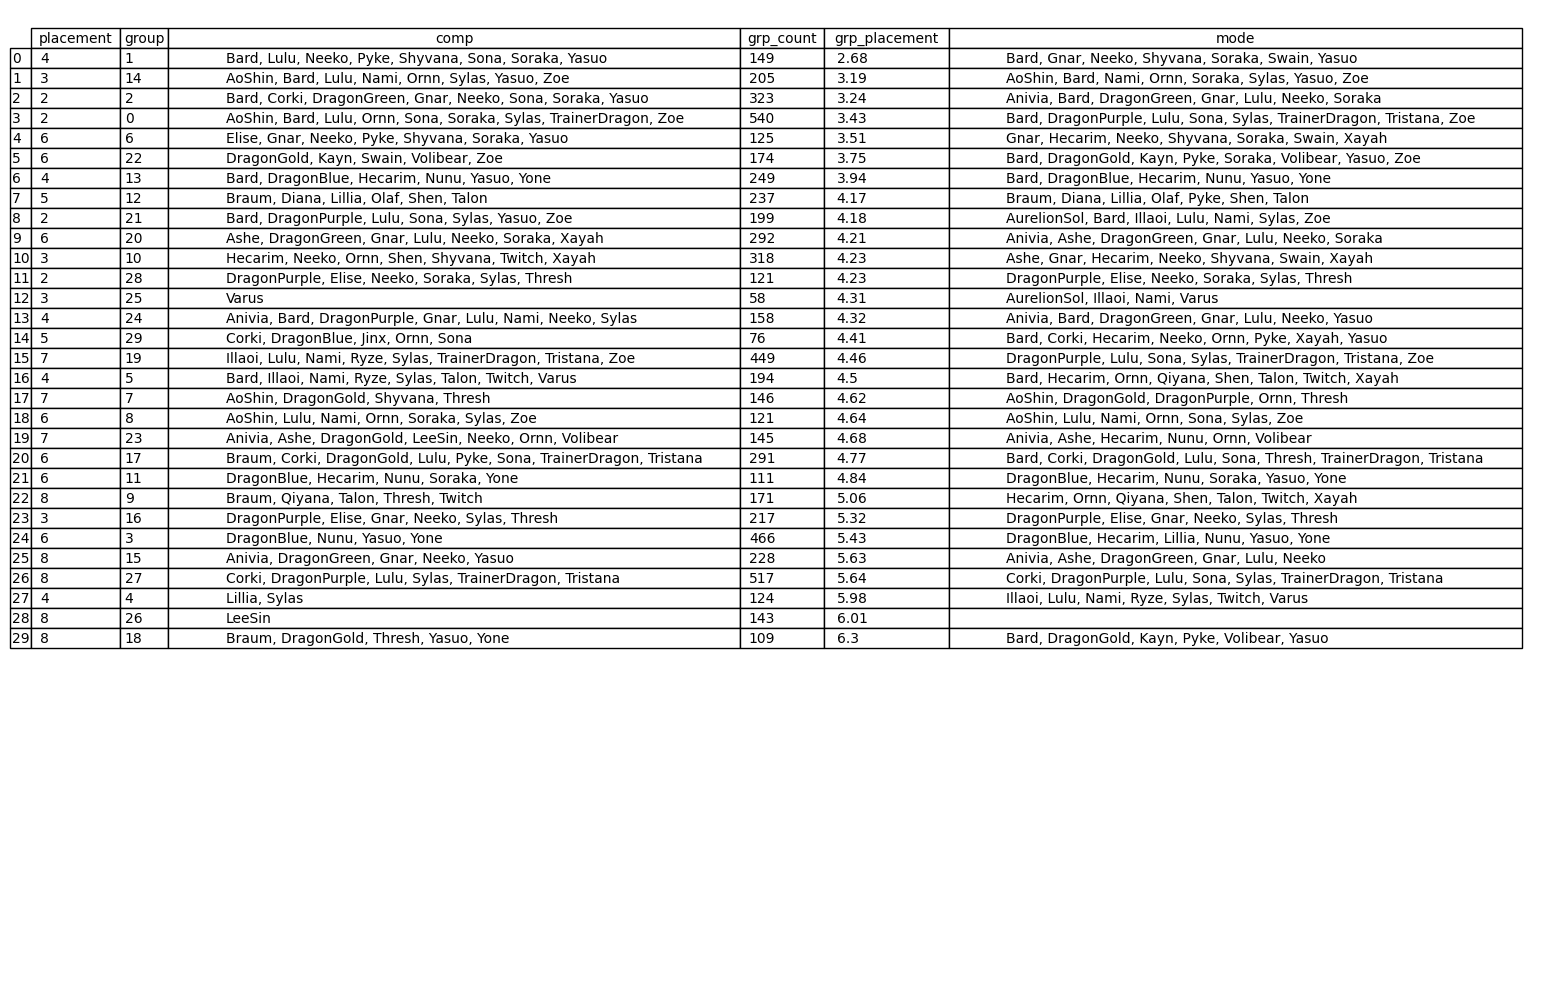 placement group comp grp_count grp_placement mode
0 4 1 Bard, Lulu, Neeko, Pyke, Shyvana, Sona, Soraka, Yasuo 149 2.68 Bard, Gnar, Neeko, Shyvana, Soraka, Swain, Yasuo
1 3 14 AoShin, Bard, Lulu, Nami, Ornn, Sylas, Yasuo, Zoe 205 3.19 AoShin, Bard, Nami, Ornn, Soraka, Sylas, Yasuo, Zoe
2 2 2 Bard, Corki, DragonGreen, Gnar, Neeko, Sona, Soraka, Yasuo 323 3.24 Anivia, Bard, DragonGreen, Gnar, Lulu, Neeko, Soraka
3 2 0 AoShin, Bard, Lulu, Ornn, Sona, Soraka, Sylas, TrainerDragon, Zoe 540 3.43 Bard, DragonPurple, Lulu, Sona, Sylas, TrainerDragon, Tristana, Zoe
4 6 6 Elise, Gnar, Neeko, Pyke, Shyvana, Soraka, Yasuo 125 3.51 Gnar, Hecarim, Neeko, Shyvana, Soraka, Swain, Xayah
5 6 22 DragonGold, Kayn, Swain, Volibear, Zoe 174 3.75 Bard, DragonGold, Kayn, Pyke, Soraka, Volibear, Yasuo, Zoe
6 4 13 Bard, DragonBlue, Hecarim, Nunu, Yasuo, Yone 249 3.94 Bard, DragonBlue, Hecarim, Nunu, Yasuo, Yone
7 5 12 Braum, Diana, Lillia, Olaf, Shen, Talon 237 4.17 Braum, Diana, Lillia, Olaf, Pyke, Shen, Talon
8 2 21 Bard, DragonPurple, Lulu, Sona, Sylas, Yasuo, Zoe 199 4.18 AurelionSol, Bard, Illaoi, Lulu, Nami, Sylas, Zoe
9 6 20 Ashe, DragonGreen, Gnar, Lulu, Neeko, Soraka, Xayah 292 4.21 Anivia, Ashe, DragonGreen, Gnar, Lulu, Neeko, Soraka
10 3 10 Hecarim, Neeko, Ornn, Shen, Shyvana, Twitch, Xayah 318 4.23 Ashe, Gnar, Hecarim, Neeko, Shyvana, Swain, Xayah
11 2 28 DragonPurple, Elise, Neeko, Soraka, Sylas, Thresh 121 4.23 DragonPurple, Elise, Neeko, Soraka, Sylas, Thresh
12 3 25 Varus 58 4.31 AurelionSol, Illaoi, Nami, Varus
13 4 24 Anivia, Bard, DragonPurple, Gnar, Lulu, Nami, Neeko, Sylas 158 4.32 Anivia, Bard, DragonGreen, Gnar, Lulu, Neeko, Yasuo
14 5 29 Corki, DragonBlue, Jinx, Ornn, Sona 76 4.41 Bard, Corki, Hecarim, Neeko, Ornn, Pyke, Xayah, Yasuo
15 7 19 Illaoi, Lulu, Nami, Ryze, Sylas, TrainerDragon, Tristana, Zoe 449 4.46 DragonPurple, Lulu, Sona, Sylas, TrainerDragon, Tristana, Zoe
16 4 5 Bard, Illaoi, Nami, Ryze, Sylas, Talon, Twitch, Varus 194 4.5 Bard, Hecarim, Ornn, Qiyana, Shen, Talon, Twitch, Xayah
17 7 7 AoShin, DragonGold, Shyvana, Thresh 146 4.62 AoShin, DragonGold, DragonPurple, Ornn, Thresh
18 6 8 AoShin, Lulu, Nami, Ornn, Soraka, Sylas, Zoe 121 4.64 AoShin, Lulu, Nami, Ornn, Sona, Sylas, Zoe
19 7 23 Anivia, Ashe, DragonGold, LeeSin, Neeko, Ornn, Volibear 145 4.68 Anivia, Ashe, Hecarim, Nunu, Ornn, Volibear
20 6 17 Braum, Corki, DragonGold, Lulu, Pyke, Sona, TrainerDragon, Tristana 291 4.77 Bard, Corki, DragonGold, Lulu, Sona, Thresh, TrainerDragon, Tristana
21 6 11 DragonBlue, Hecarim, Nunu, Soraka, Yone 111 4.84 DragonBlue, Hecarim, Nunu, Soraka, Yasuo, Yone
22 8 9 Braum, Qiyana, Talon, Thresh, Twitch 171 5.06 Hecarim, Ornn, Qiyana, Shen, Talon, Twitch, Xayah
23 3 16 DragonPurple, Elise, Gnar, Neeko, Sylas, Thresh 217 5.32 DragonPurple, Elise, Gnar, Neeko, Sylas, Thresh
24 6 3 DragonBlue, Nunu, Yasuo, Yone 466 5.43 DragonBlue, Hecarim, Lillia, Nunu, Yasuo, Yone
25 8 15 Anivia, DragonGreen, Gnar, Neeko, Yasuo 228 5.63 Anivia, Ashe, DragonGreen, Gnar, Lulu, Neeko
26 8 27 Corki, DragonPurple, Lulu, Sylas, TrainerDragon, Tristana 517 5.64 Corki, DragonPurple, Lulu, Sona, Sylas, TrainerDragon, Tristana
27 4 4 Lillia, Sylas 124 5.98 Illaoi, Lulu, Nami, Ryze, Sylas, Twitch, Varus
28 8 26 LeeSin 143 6.01
29 8 18 Braum, DragonGold, Thresh, Yasuo, Yone 109 6.3 Bard, DragonGold, Kayn, Pyke, Volibear, Yasuo